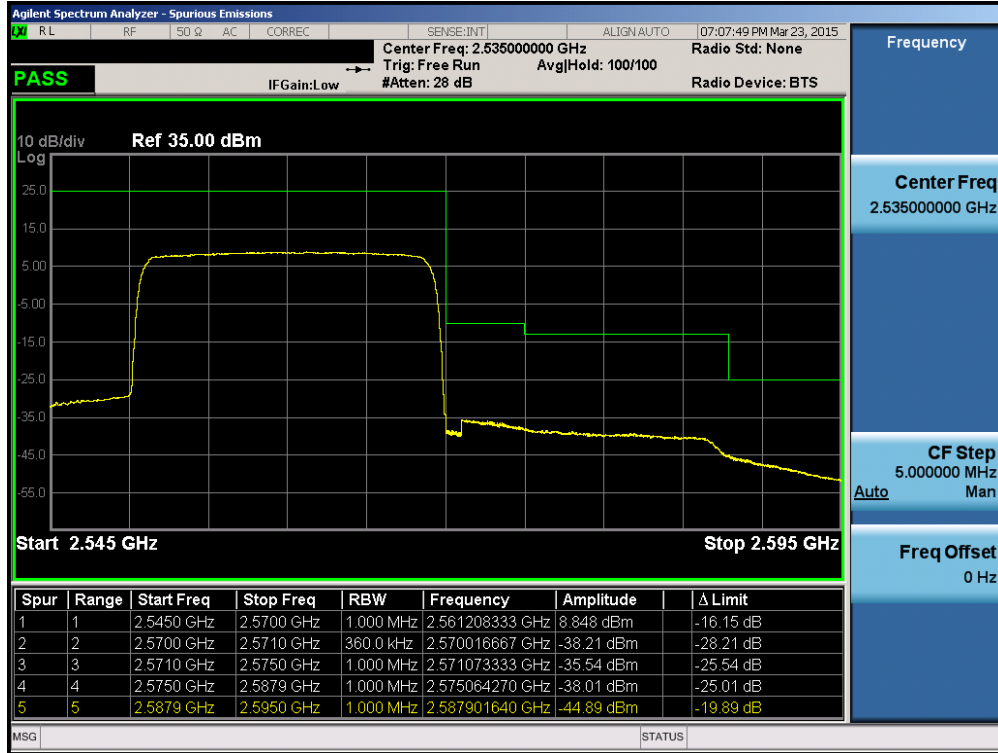 Agilent Spectrum Analyzer - Spurious Emissions
LXI RL RF 50 Ω AC CORREC SENSE:INT ALIGN AUTO 07:07:49 PM Mar 23, 2015
Center Freq: 2.535000000 GHz Radio Std: None
Trig: Free Run Avg|Hold: 100/100
PASS IFGain:Low #Atten: 28 dB Radio Device: BTS
10 dB/div Ref 35.00 dBm
Log
25.0
15.0
5.00
-5.00
-15.0
-25.0
-35.0
-45.0
-55.0
Start 2.545 GHz Stop 2.595 GHz
Spur Range Start Freq Stop Freq RBW Frequency Amplitude Δ Limit
1 1 2.5450 GHz 2.5700 GHz 1.000 MHz 2.561208333 GHz 8.848 dBm -16.15 dB
2 2 2.5700 GHz 2.5710 GHz 360.0 kHz 2.570016667 GHz -38.21 dBm -28.21 dB
3 3 2.5710 GHz 2.5750 GHz 1.000 MHz 2.571073333 GHz -35.54 dBm -25.54 dB
4 4 2.5750 GHz 2.5879 GHz 1.000 MHz 2.575064270 GHz -38.01 dBm -25.01 dB
5 5 2.5879 GHz 2.5950 GHz 1.000 MHz 2.587901640 GHz -44.89 dBm -19.89 dB
MSG STATUS
Frequency
Center Freq
2.535000000 GHz
CF Step
5.000000 MHz
Auto Man
Freq Offset
0 Hz